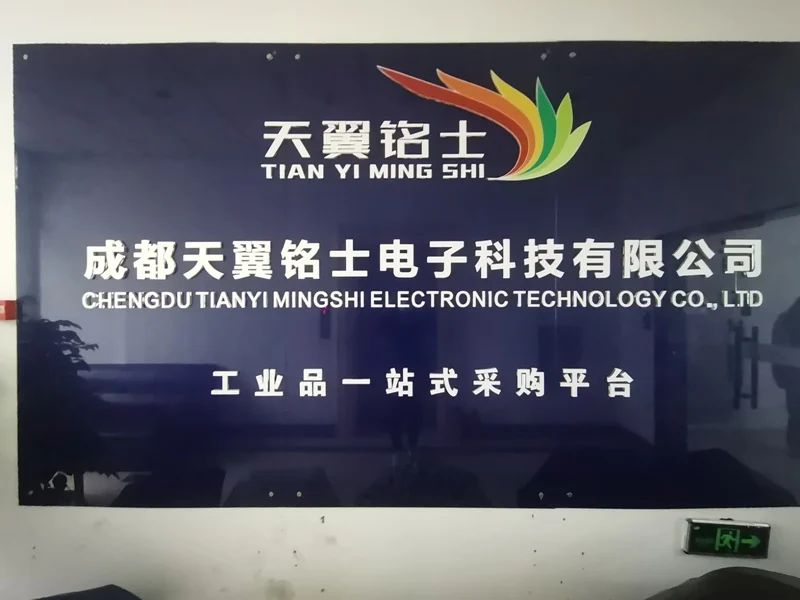 天翼铭士
TIAN YI MING SHI
成都天翼铭士电子科技有限公司
CHENGDU TIANYI MINGSHI ELECTRONIC TECHNOLOGY CO., LTD
工业品一站式采购平台